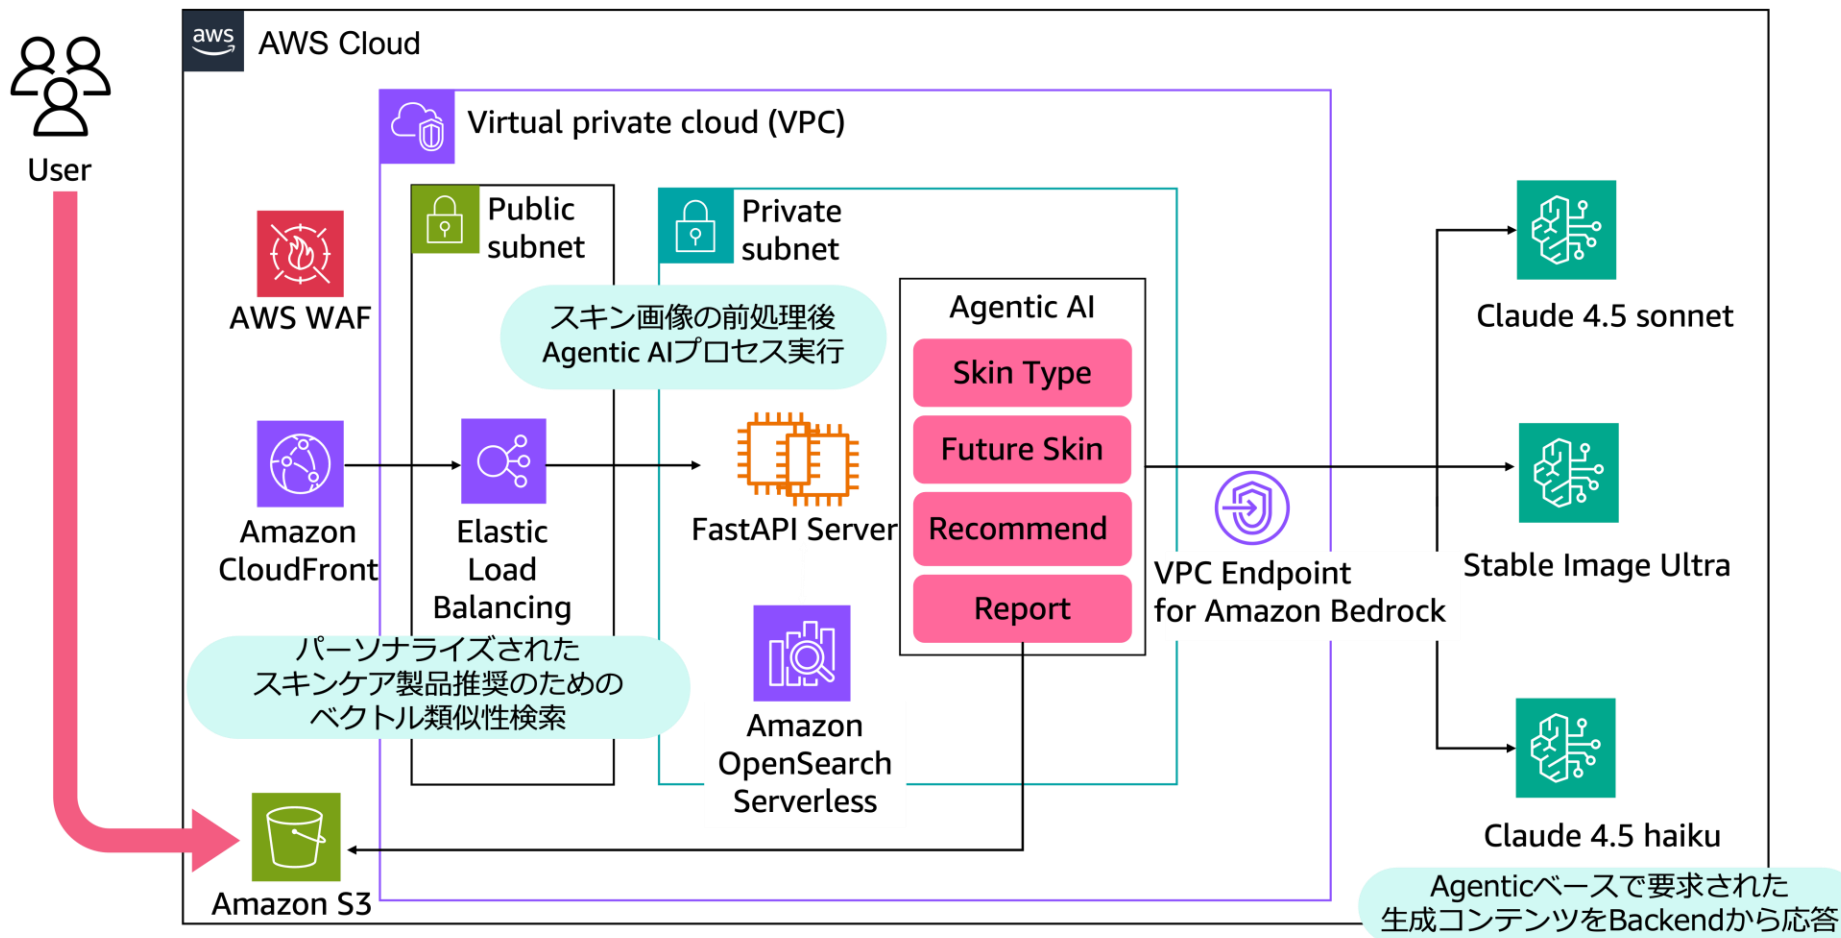 aws
AWS Cloud
User
Virtual private cloud (VPC)
Public
subnet
Private
subnet
AWS WAF
スキン画像の前処理後
Agentic AIプロセス実行
Agentic AI
Skin Type
Future Skin
Recommend
Report
Claude 4.5 sonnet
Amazon
CloudFront
Elastic
Load
Balancing
FastAPI Server
VPC Endpoint
for Amazon Bedrock
Stable Image Ultra
パーソナライズされた
スキンケア製品推奨のための
ベクトル類似性検索
Amazon
OpenSearch
Serverless
Claude 4.5 haiku
Amazon S3
Agenticベースで要求された
生成コンテンツをBackendから応答